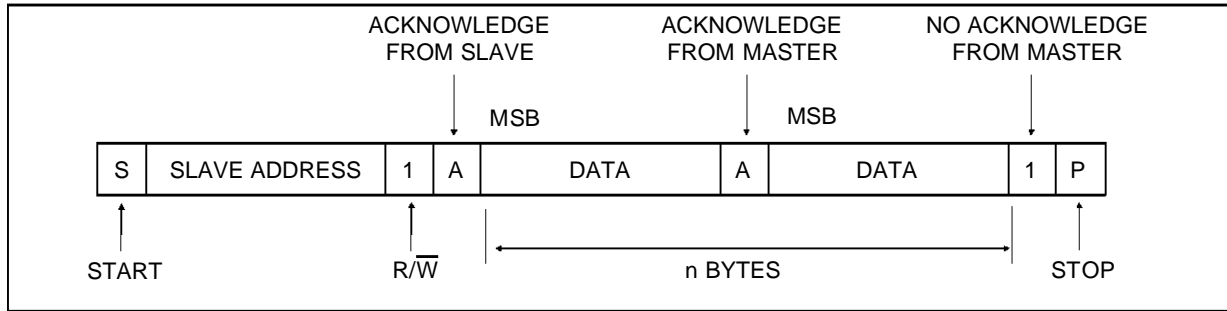 ACKNOWLEDGE
FROM SLAVE
ACKNOWLEDGE
FROM MASTER
NO ACKNOWLEDGE
FROM MASTER
MSB
MSB
S SLAVE ADDRESS 1 A DATA A DATA 1 P
START
R/W̅
n BYTES
STOP